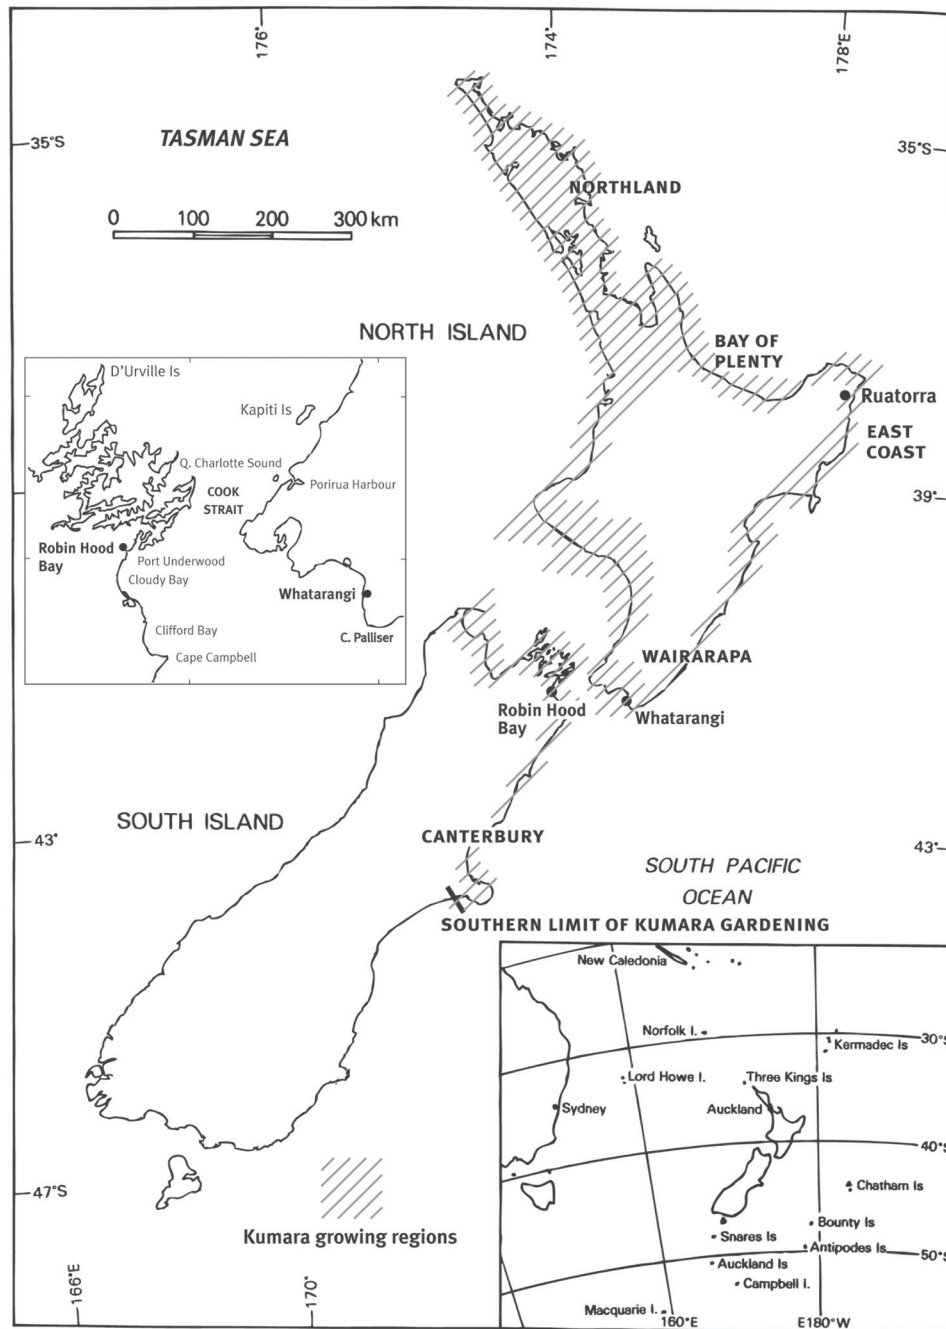 176°
174°
178°E
35°S
TASMAN SEA
35°S
NORTHLAND
0 100 200 300 km
NORTH ISLAND
BAY OF
PLENTY
Ruatorra
EAST
COAST
D'Urville Is
Kapiti Is
Q. Charlotte Sound
COOK
STRAIT
Porirua Harbour
Robin Hood
Bay
Port Underwood
Cloudy Bay
Whatarangi
Clifford Bay
C. Palliser
Cape Campbell
39°
WAIRARAPA
Robin Hood
Bay
Whatarangi
SOUTH ISLAND
CANTERBURY
43°
43°
SOUTH PACIFIC
OCEAN
SOUTHERN LIMIT OF KUMARA GARDENING
New Caledonia
Norfolk I.
30°S
Kermadec Is
Lord Howe I.
Three Kings Is
Sydney
Auckland
40°S
Chatham Is
Bounty Is
Snares Is
Antipodes Is
50°S
Auckland Is
Campbell I.
Macquarie I.
160°E
E180°W
47°S
Kumara growing regions
166°E
170°